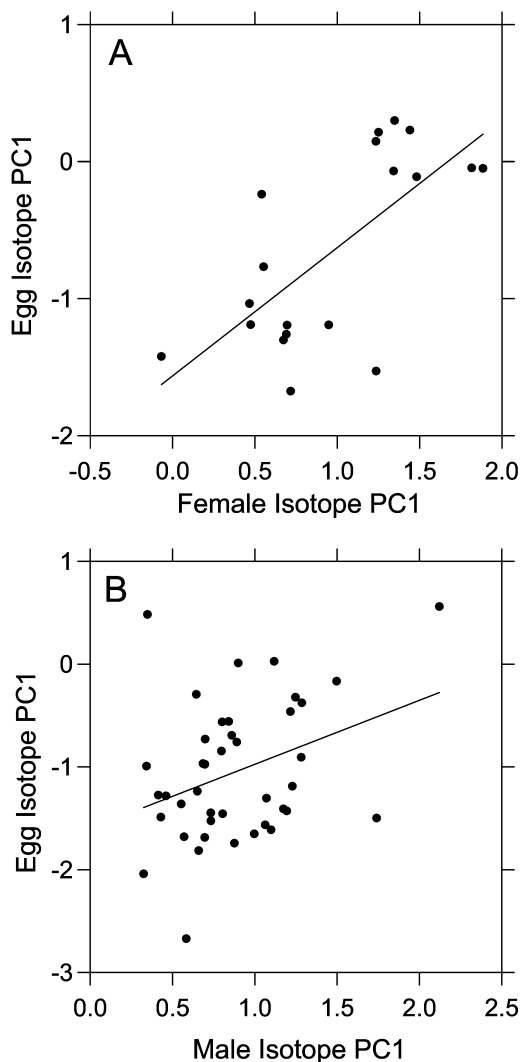 A
1
0
-1
-2
Egg Isotope PC1
-0.5 0.0 0.5 1.0 1.5 2.0
Female Isotope PC1
B
1
0
-1
-2
-3
Egg Isotope PC1
0.0 0.5 1.0 1.5 2.0 2.5
Male Isotope PC1